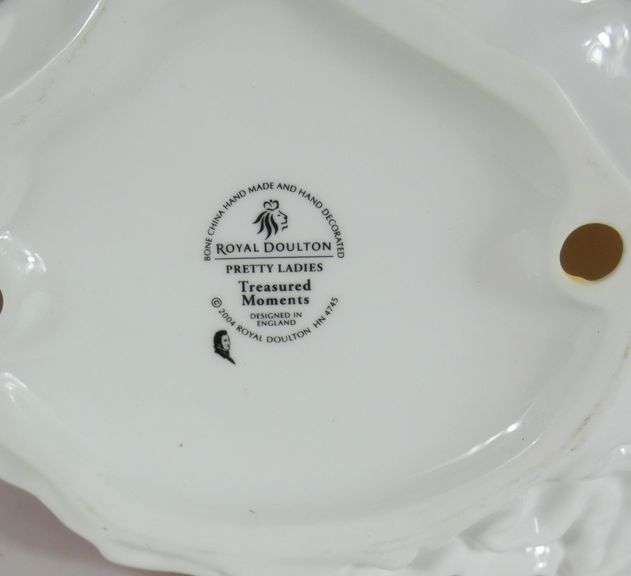 BONE CHINA HAND MADE AND HAND DECORATED
ROYAL DOULTON
PRETTY LADIES
Treasured
Moments
DESIGNED IN
ENGLAND
© 2004 ROYAL DOULTON HN 4745